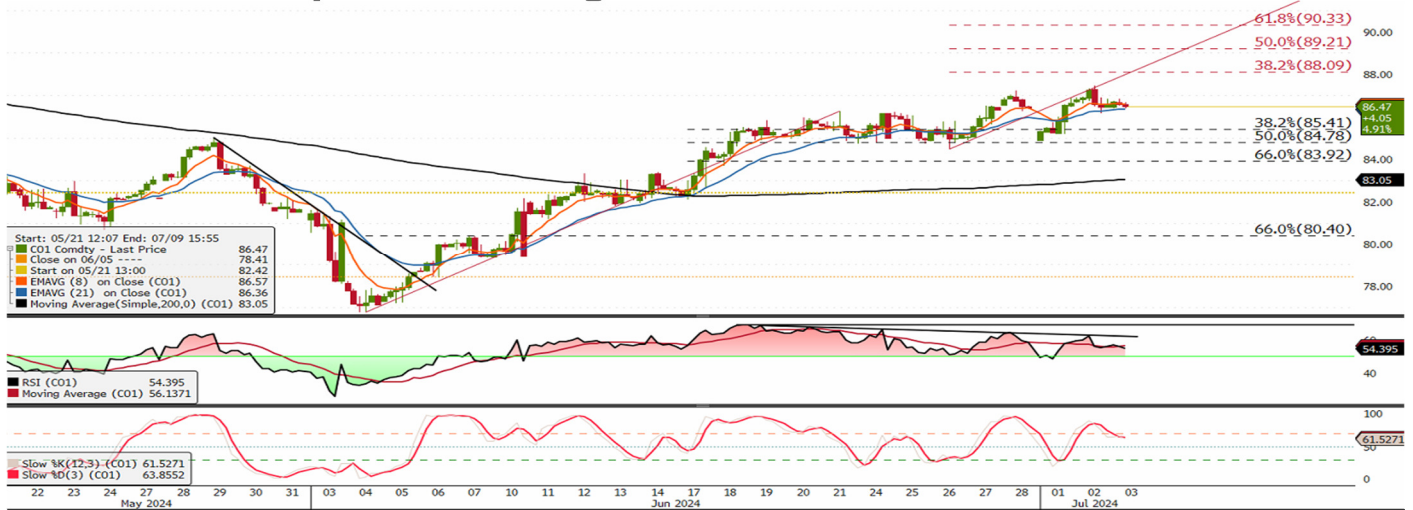 61.8%(90.33)
90.00
50.0%(89.21)
38.2%(88.09)
88.00
86.47
38.2%(85.41)
50.0%(84.78)
84.00
66.0%(83.92)
83.05
82.00
66.0%(80.40)
80.00
78.00
Start: 05/21 12:07 End: 07/09 15:55
CO1 Comdty - Last Price 86.47
Close on 06/05 ---- 78.41
Start on 05/21 13:00 82.42
EMAVG (8) on Close (CO1) 86.57
EMAVG (21) on Close (CO1) 86.36
Moving Average(Simple,200,0) (CO1) 83.05
54.395
40
RSI (CO1) 54.395
Moving Average (CO1) 56.1371
100
61.5271
0
Slow %K(12,3) (CO1) 61.5271
Slow %D(3) (CO1) 63.8552
22 23 24 27 28 29 30 31 03 04 05 06 07 10 11 12 13 14 17 18 19 20 21 24 25 26 27 28 01 02 03
May 2024 Jun 2024 Jul 2024